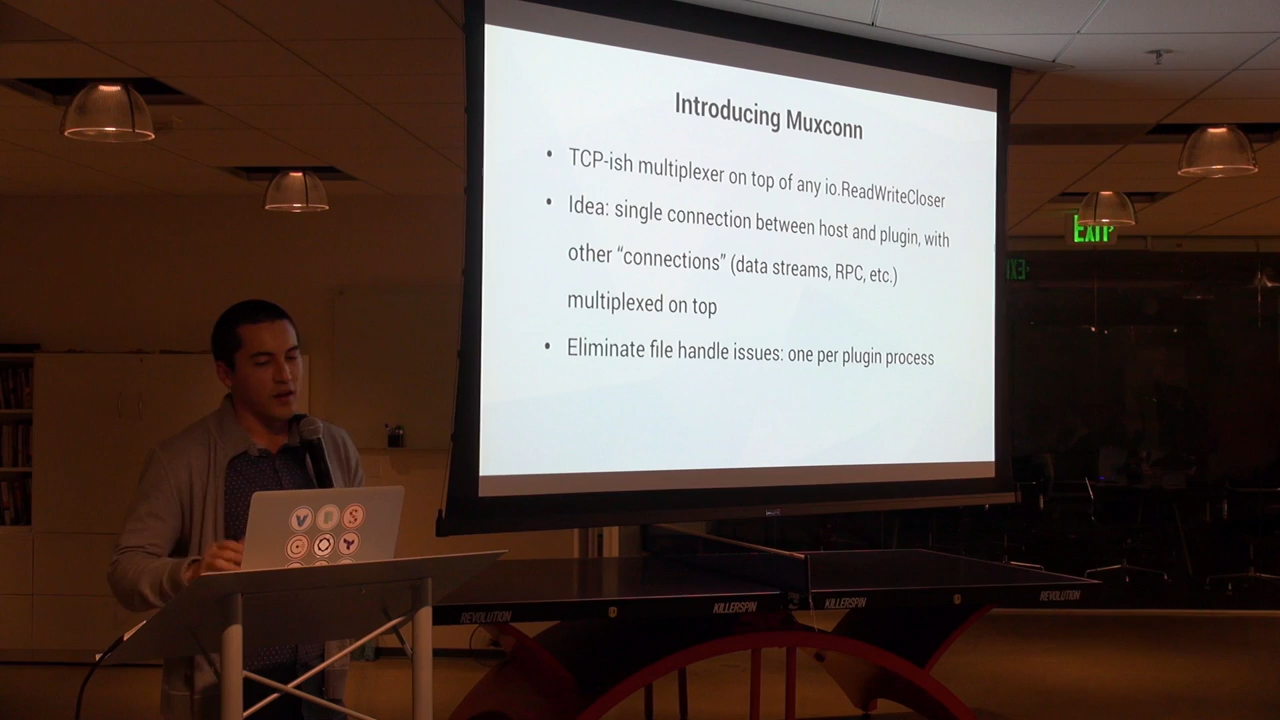 Introducing Muxconn
• TCP-ish multiplexer on top of any io.ReadWriteCloser
• Idea: single connection between host and plugin, with
other “connections” (data streams, RPC, etc.)
multiplexed on top
• Eliminate file handle issues: one per plugin process
EXIT
EXI
REVOLUTION
KILLERSPIN
KILLERSPIN
REVOLUTION